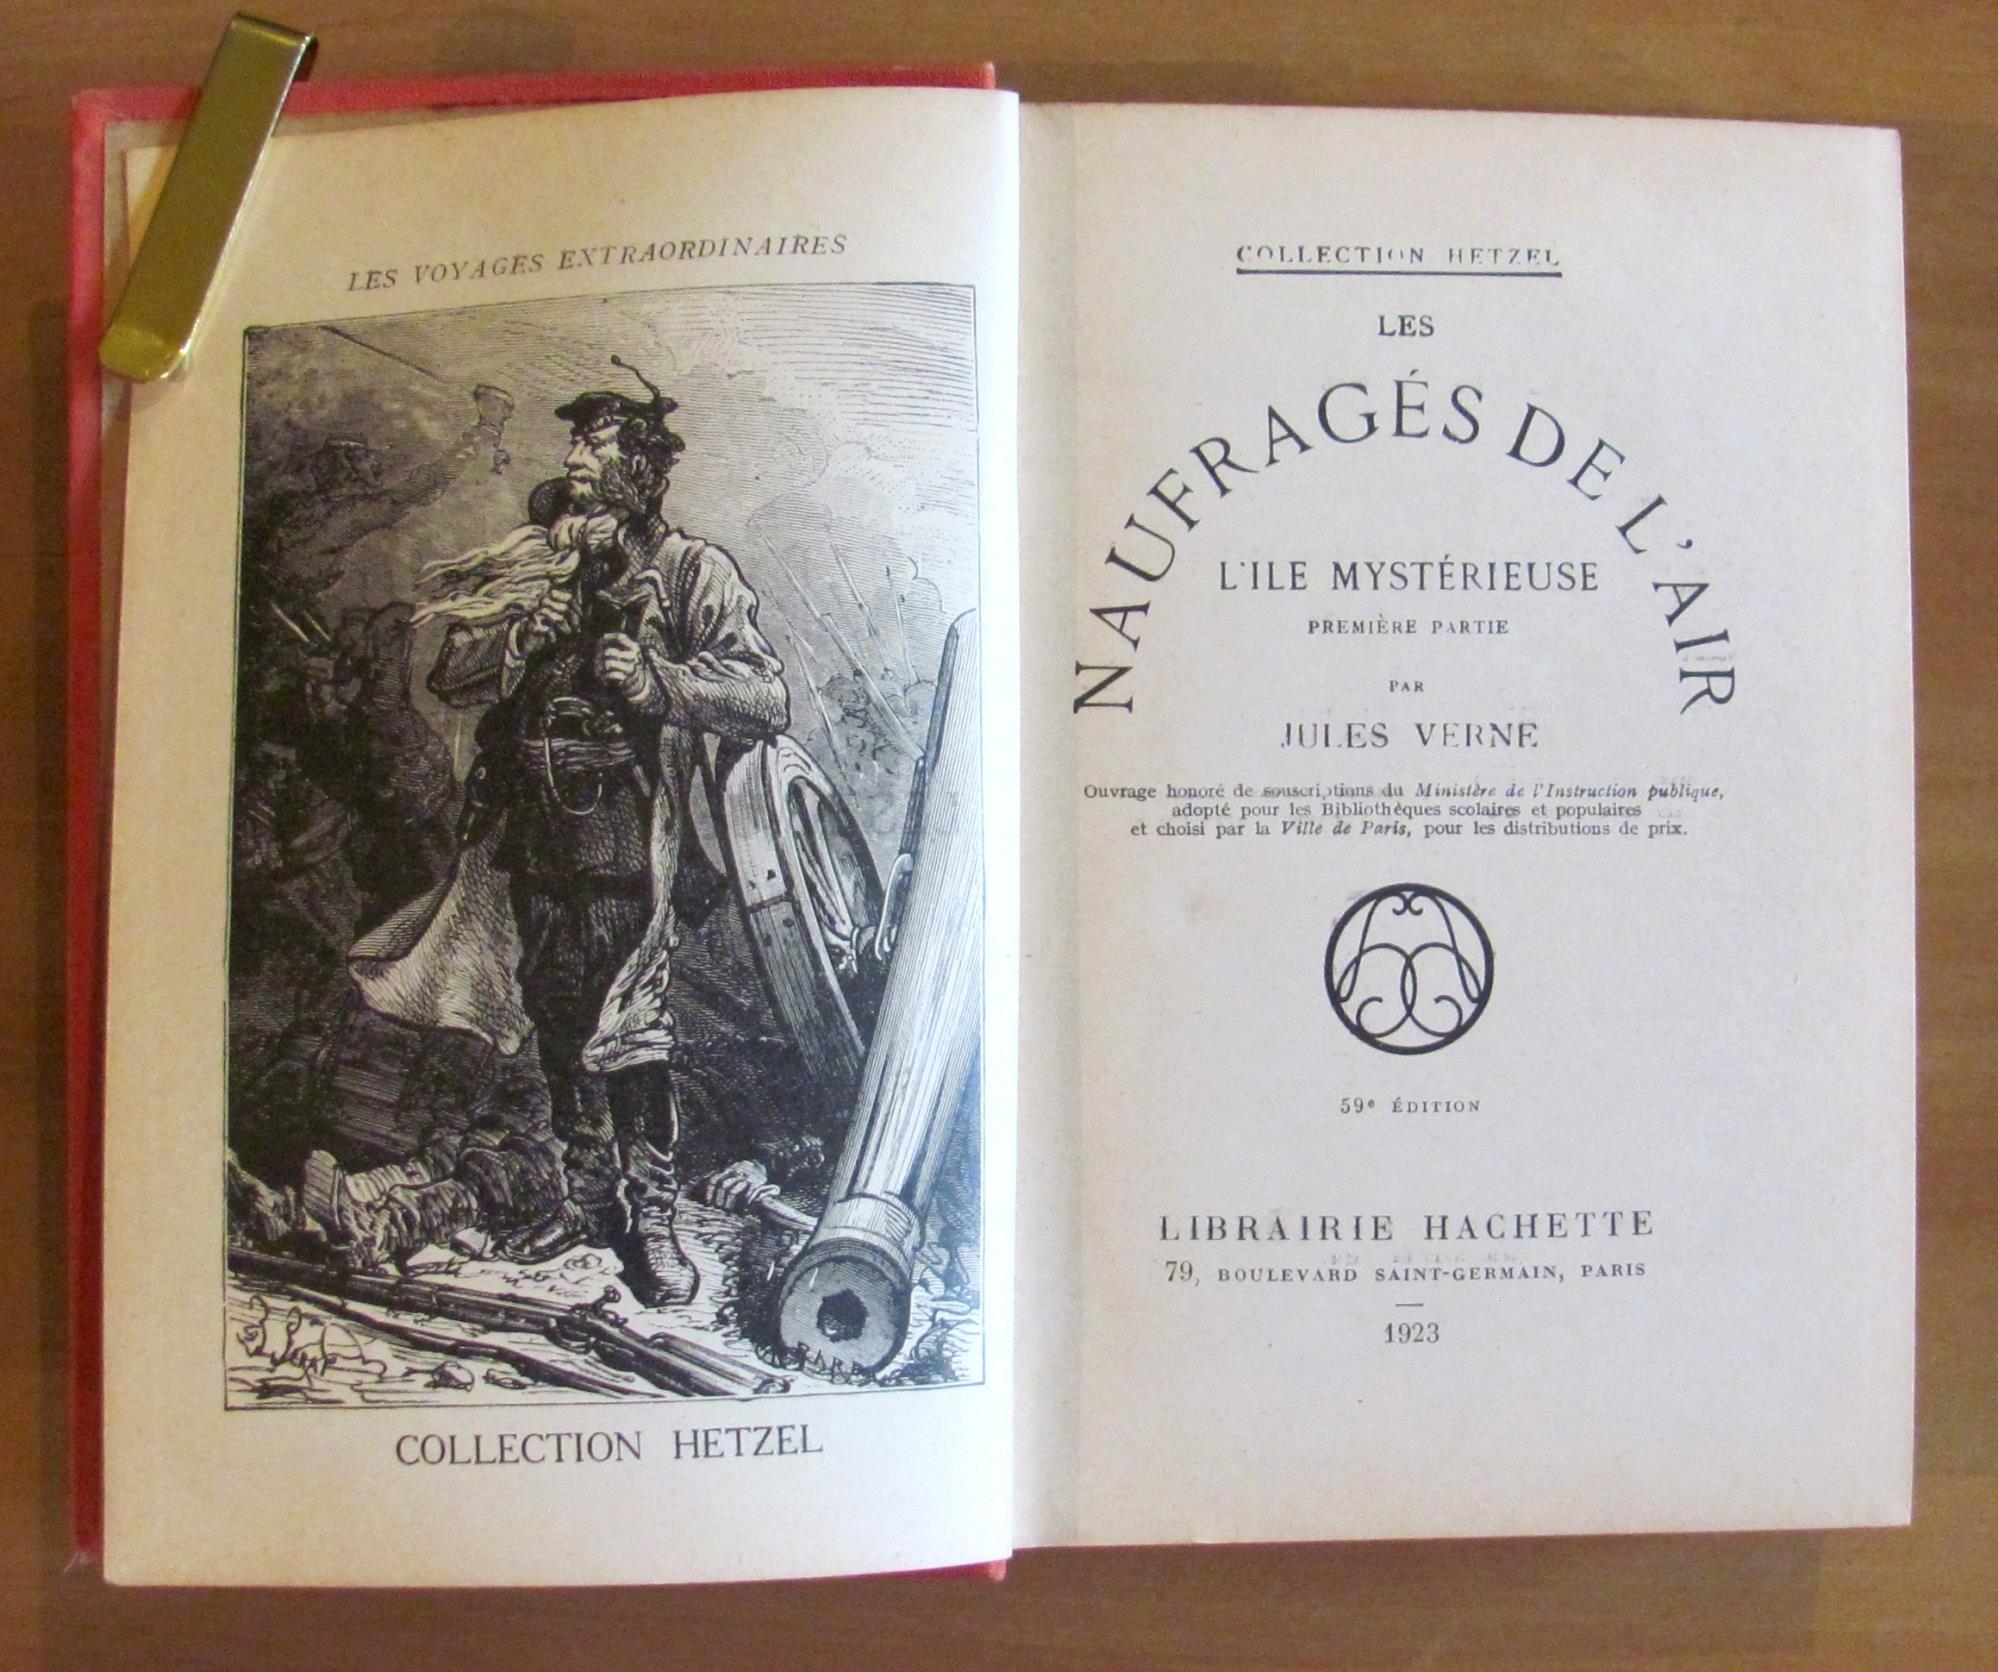 LES VOYAGES EXTRAORDINAIRES
COLLECTION HETZEL
COLLECTION HETZEL
LES
NAUFRAGÉS DE L'AIR
L'ILE MYSTÉRIEUSE
PREMIÈRE PARTIE
PAR
JULES VERNE
Ouvrage honoré de souscriptions du Ministère de l'Instruction publique,
adopté pour les Bibliothèques scolaires et populaires
et choisi par la Ville de Paris, pour les distributions de prix.
59e ÉDITION
LIBRAIRIE HACHETTE
79, BOULEVARD SAINT-GERMAIN, PARIS
1923